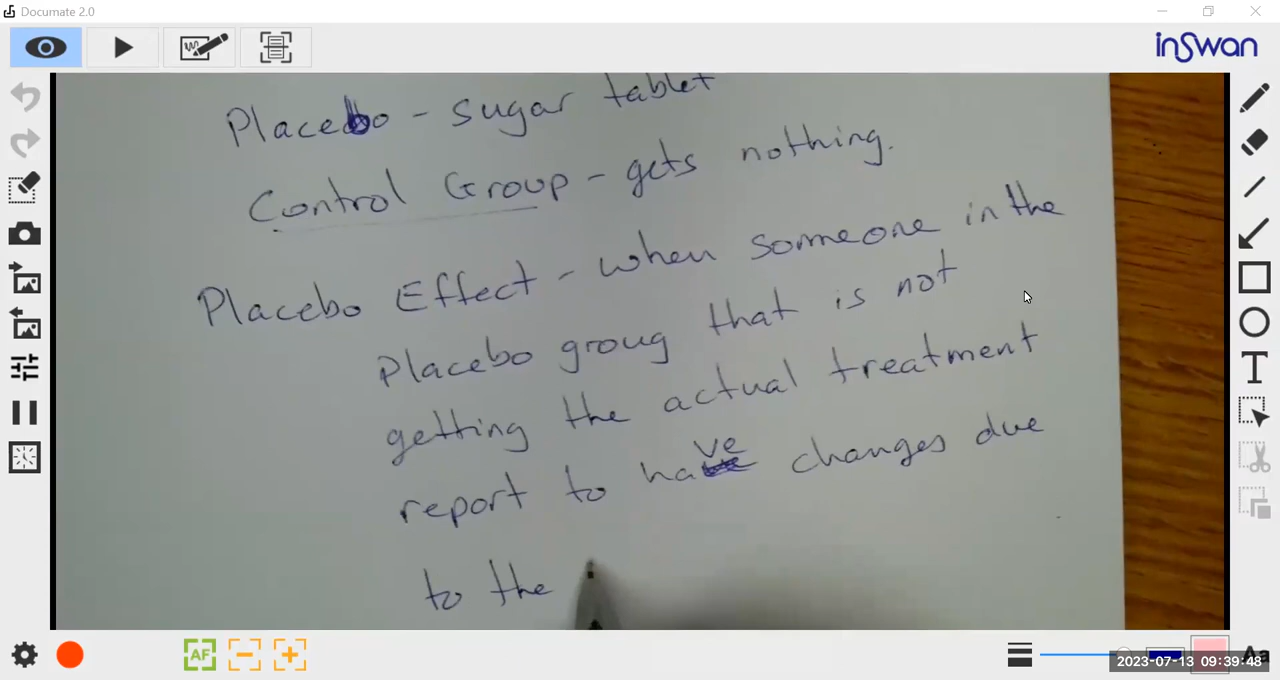 Documate 2.0
inSwan
Placebo - sugar tablet
Control Group - gets nothing.
Placebo Effect - when someone in the
Placebo groug that is not
getting the actual treatment
report to have changes due
to the
AF
Aa
T
2023-07-13 09:39:48